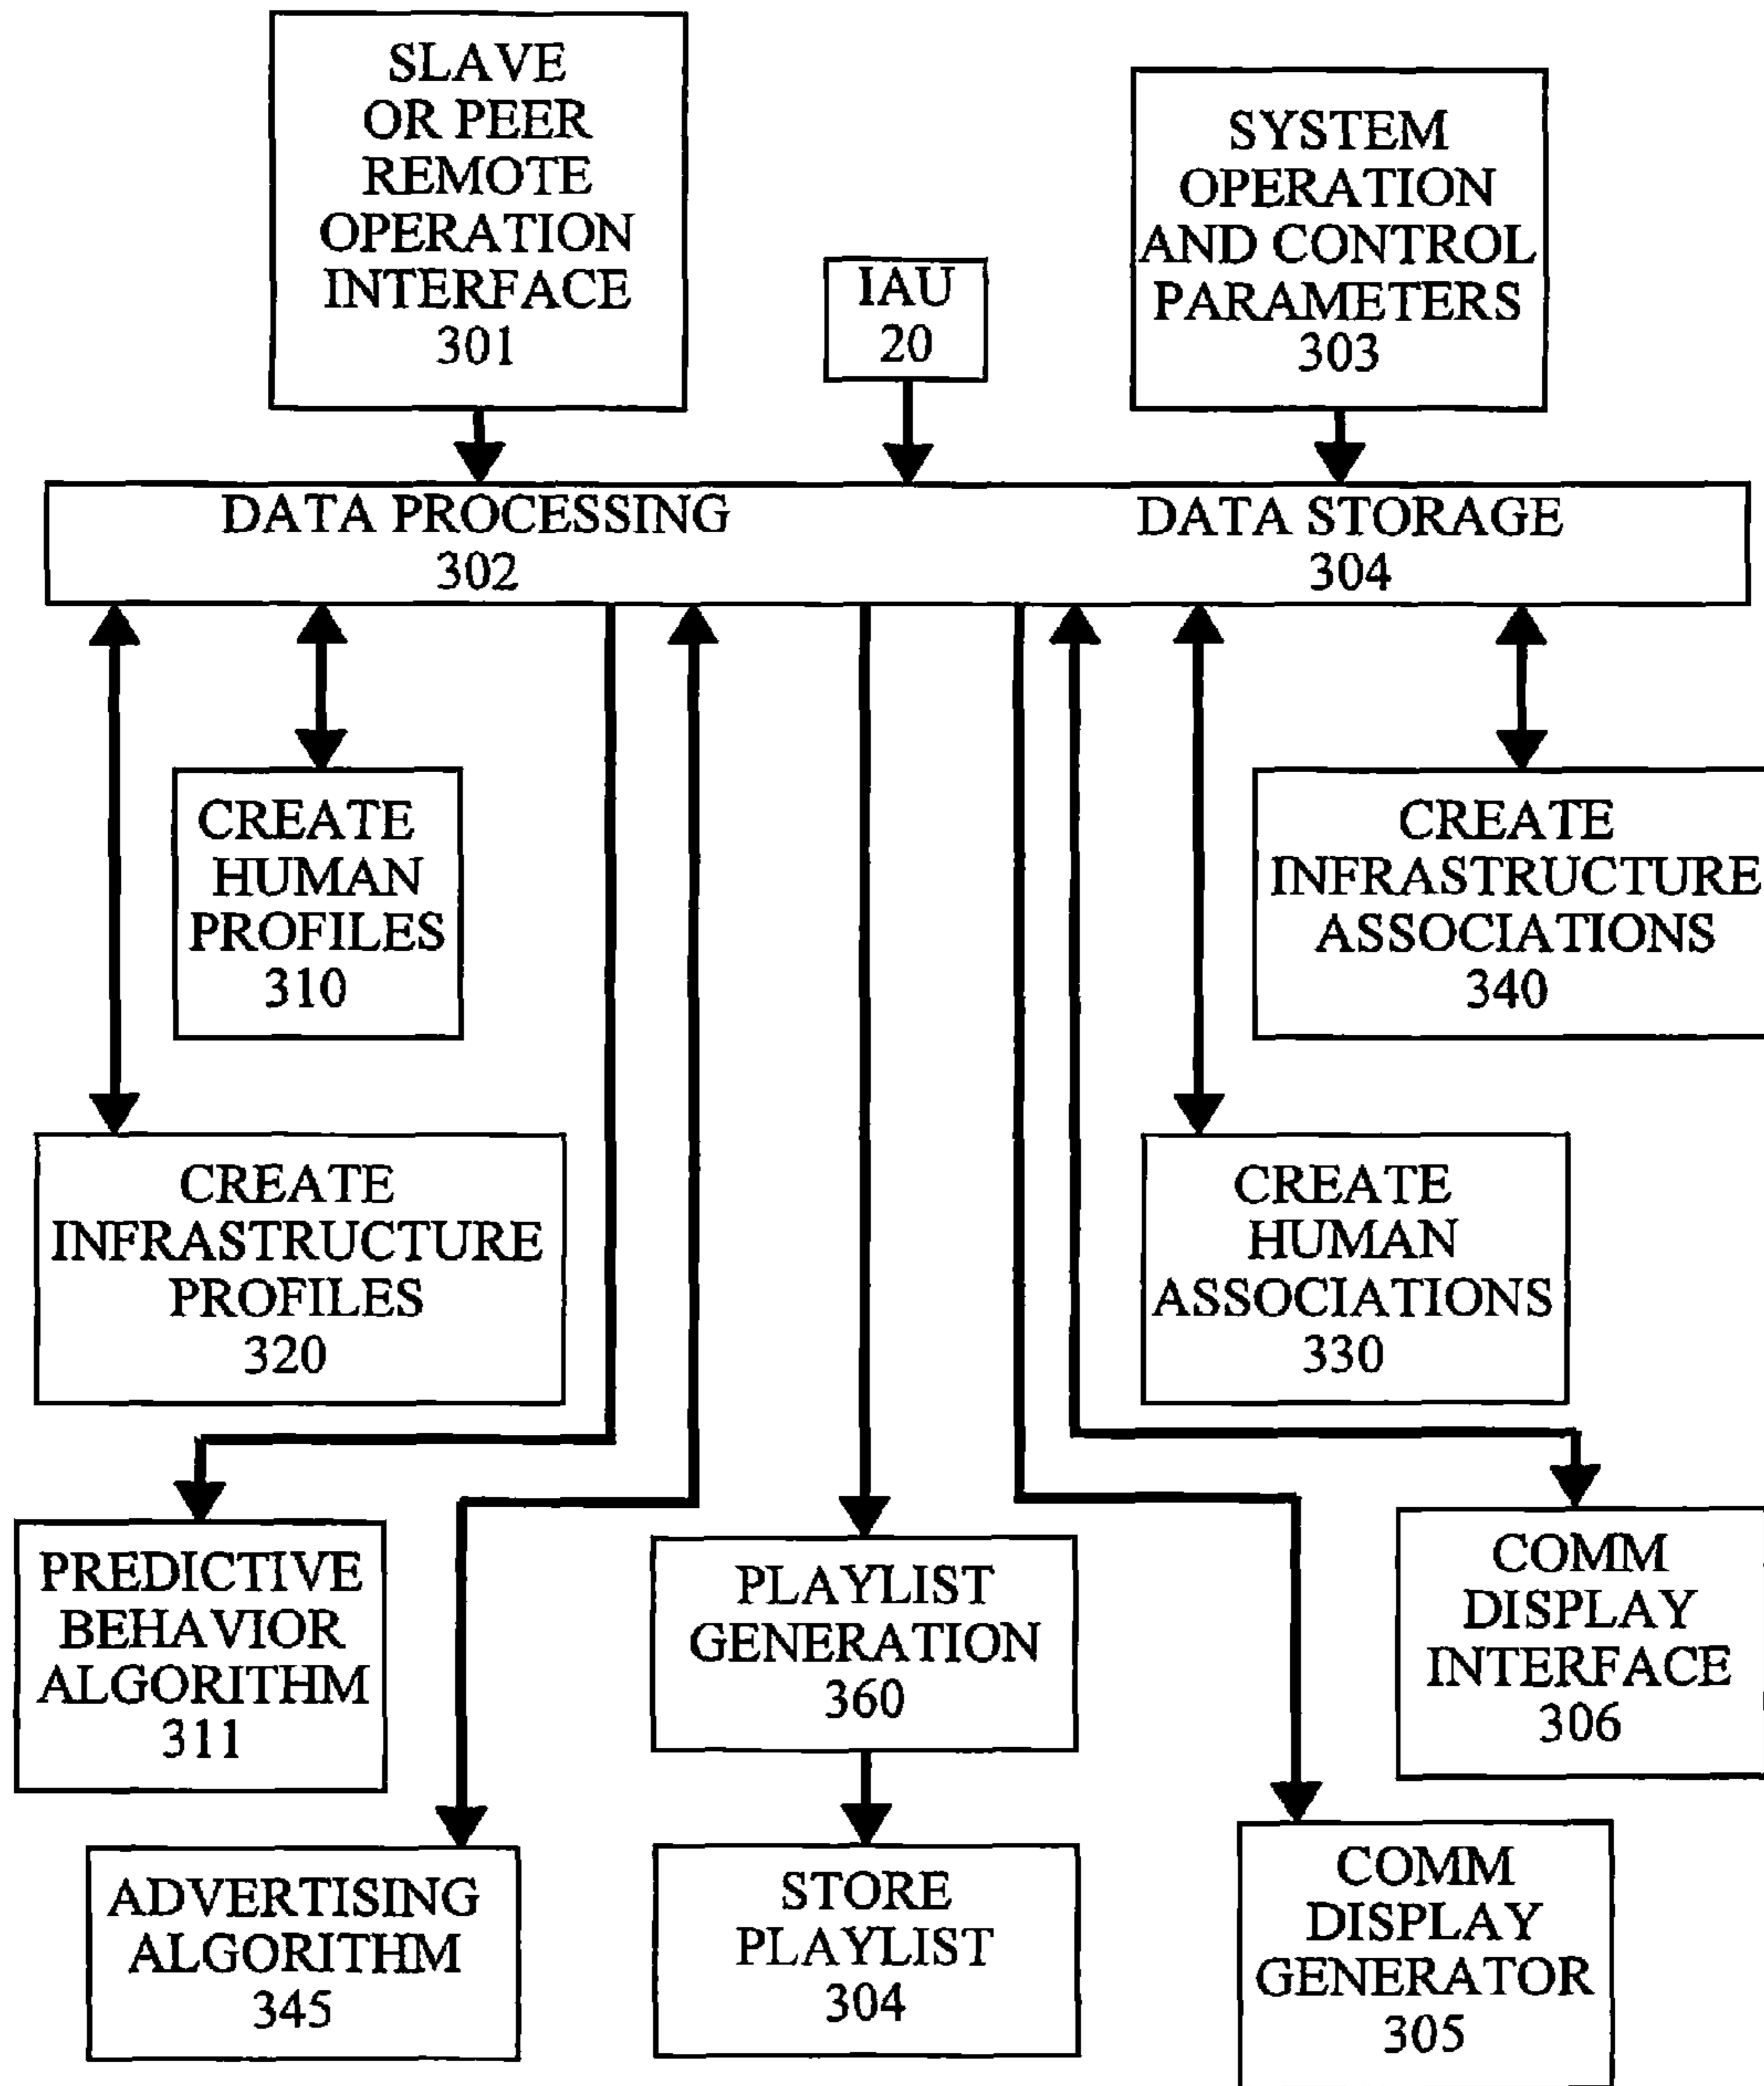 SLAVE
OR PEER
REMOTE
OPERATION
INTERFACE
301
IAU
20
SYSTEM
OPERATION
AND CONTROL
PARAMETERS
303
DATA PROCESSING
302
DATA STORAGE
304
CREATE
HUMAN
PROFILES
310
CREATE
INFRASTRUCTURE
ASSOCIATIONS
340
CREATE
INFRASTRUCTURE
PROFILES
320
CREATE
HUMAN
ASSOCIATIONS
330
PREDICTIVE
BEHAVIOR
ALGORITHM
311
PLAYLIST
GENERATION
360
COMM
DISPLAY
INTERFACE
306
ADVERTISING
ALGORITHM
345
STORE
PLAYLIST
304
COMM
DISPLAY
GENERATOR
305